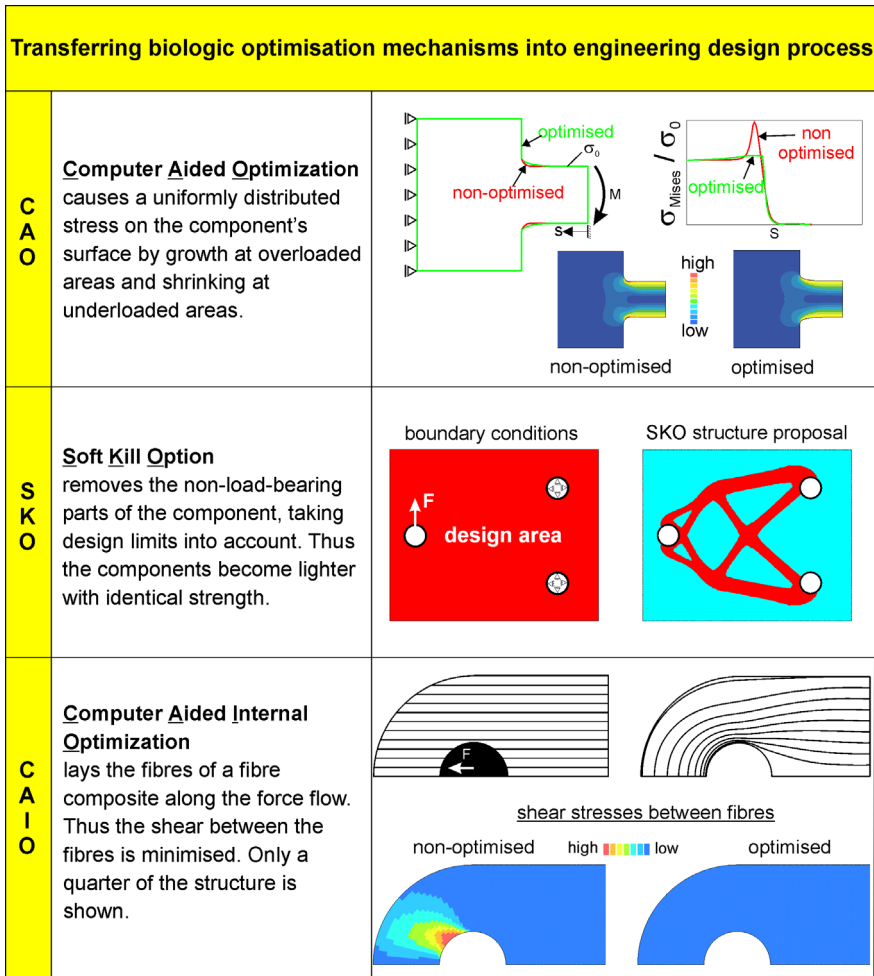 Transferring biologic optimisation mechanisms into engineering design process
C
A
O
Computer Aided Optimization
causes a uniformly distributed
stress on the component's
surface by growth at overloaded
areas and shrinking at
underloaded areas.
optimised
σ0
non-optimised
M
s
σMises / σ0
non
optimised
optimised
S
high
low
non-optimised
optimised
S
K
O
Soft Kill Option
removes the non-load-bearing
parts of the component, taking
design limits into account. Thus
the components become lighter
with identical strength.
boundary conditions
F
design area
SKO structure proposal
C
A
I
O
Computer Aided Internal
Optimization
lays the fibres of a fibre
composite along the force flow.
Thus the shear between the
fibres is minimised. Only a
quarter of the structure is
shown.
F
shear stresses between fibres
non-optimised
high
low
optimised